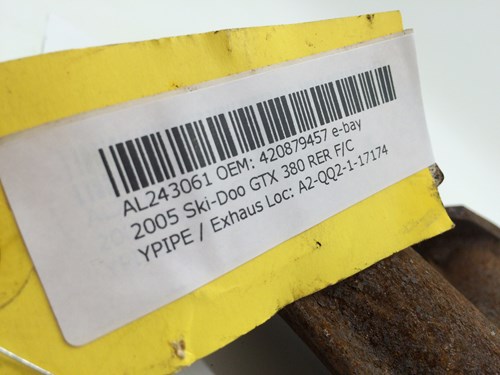 AL243061 OEM: 420879457 e-bay
2005 Ski-Doo GTX 380 RER F/C
YPIPE / Exhaus Loc: A2-QQ2-1-17174